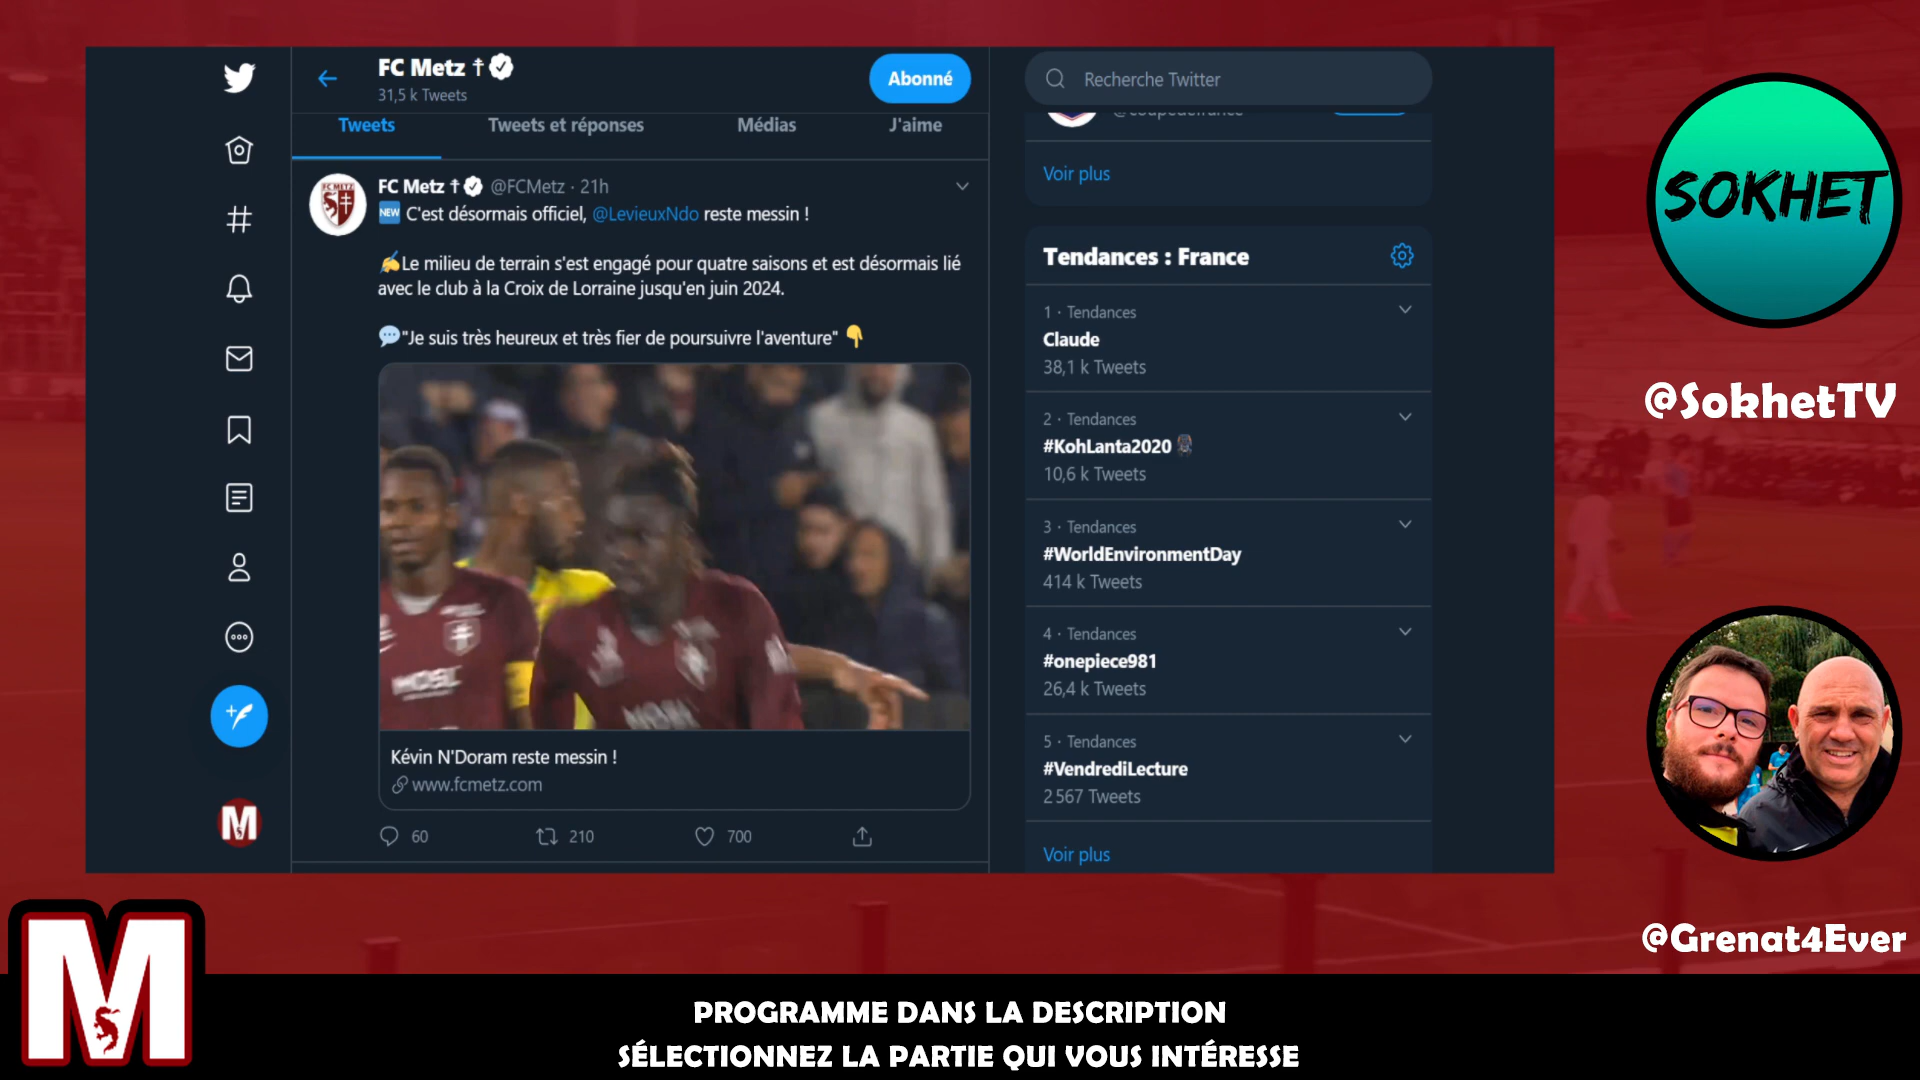 FC Metz ✝
31,5 k Tweets
Abonné
Recherche Twitter
Tweets
Tweets et réponses
Médias
J'aime
@coupedefrance
Voir plus
FC Metz ✝ @FCMetz · 21h
NEW C'est désormais officiel, @LevieuxNdo reste messin !
✍Le milieu de terrain s'est engagé pour quatre saisons et est désormais lié
avec le club à la Croix de Lorraine jusqu'en juin 2024.
💬"Je suis très heureux et très fier de poursuivre l'aventure" 👇
FC METZ
MOSL
MOSL
Kévin N'Doram reste messin !
www.fcmetz.com
60
210
700
Tendances : France
1 · Tendances
Claude
38,1 k Tweets
2 · Tendances
#KohLanta2020
10,6 k Tweets
3 · Tendances
#WorldEnvironmentDay
414 k Tweets
4 · Tendances
#onepiece981
26,4 k Tweets
5 · Tendances
#VendrediLecture
2 567 Tweets
Voir plus
SOKHET
@SokhetTV
@Grenat4Ever
M
M
PROGRAMME DANS LA DESCRIPTION
SÉLECTIONNEZ LA PARTIE QUI VOUS INTÉRESSE